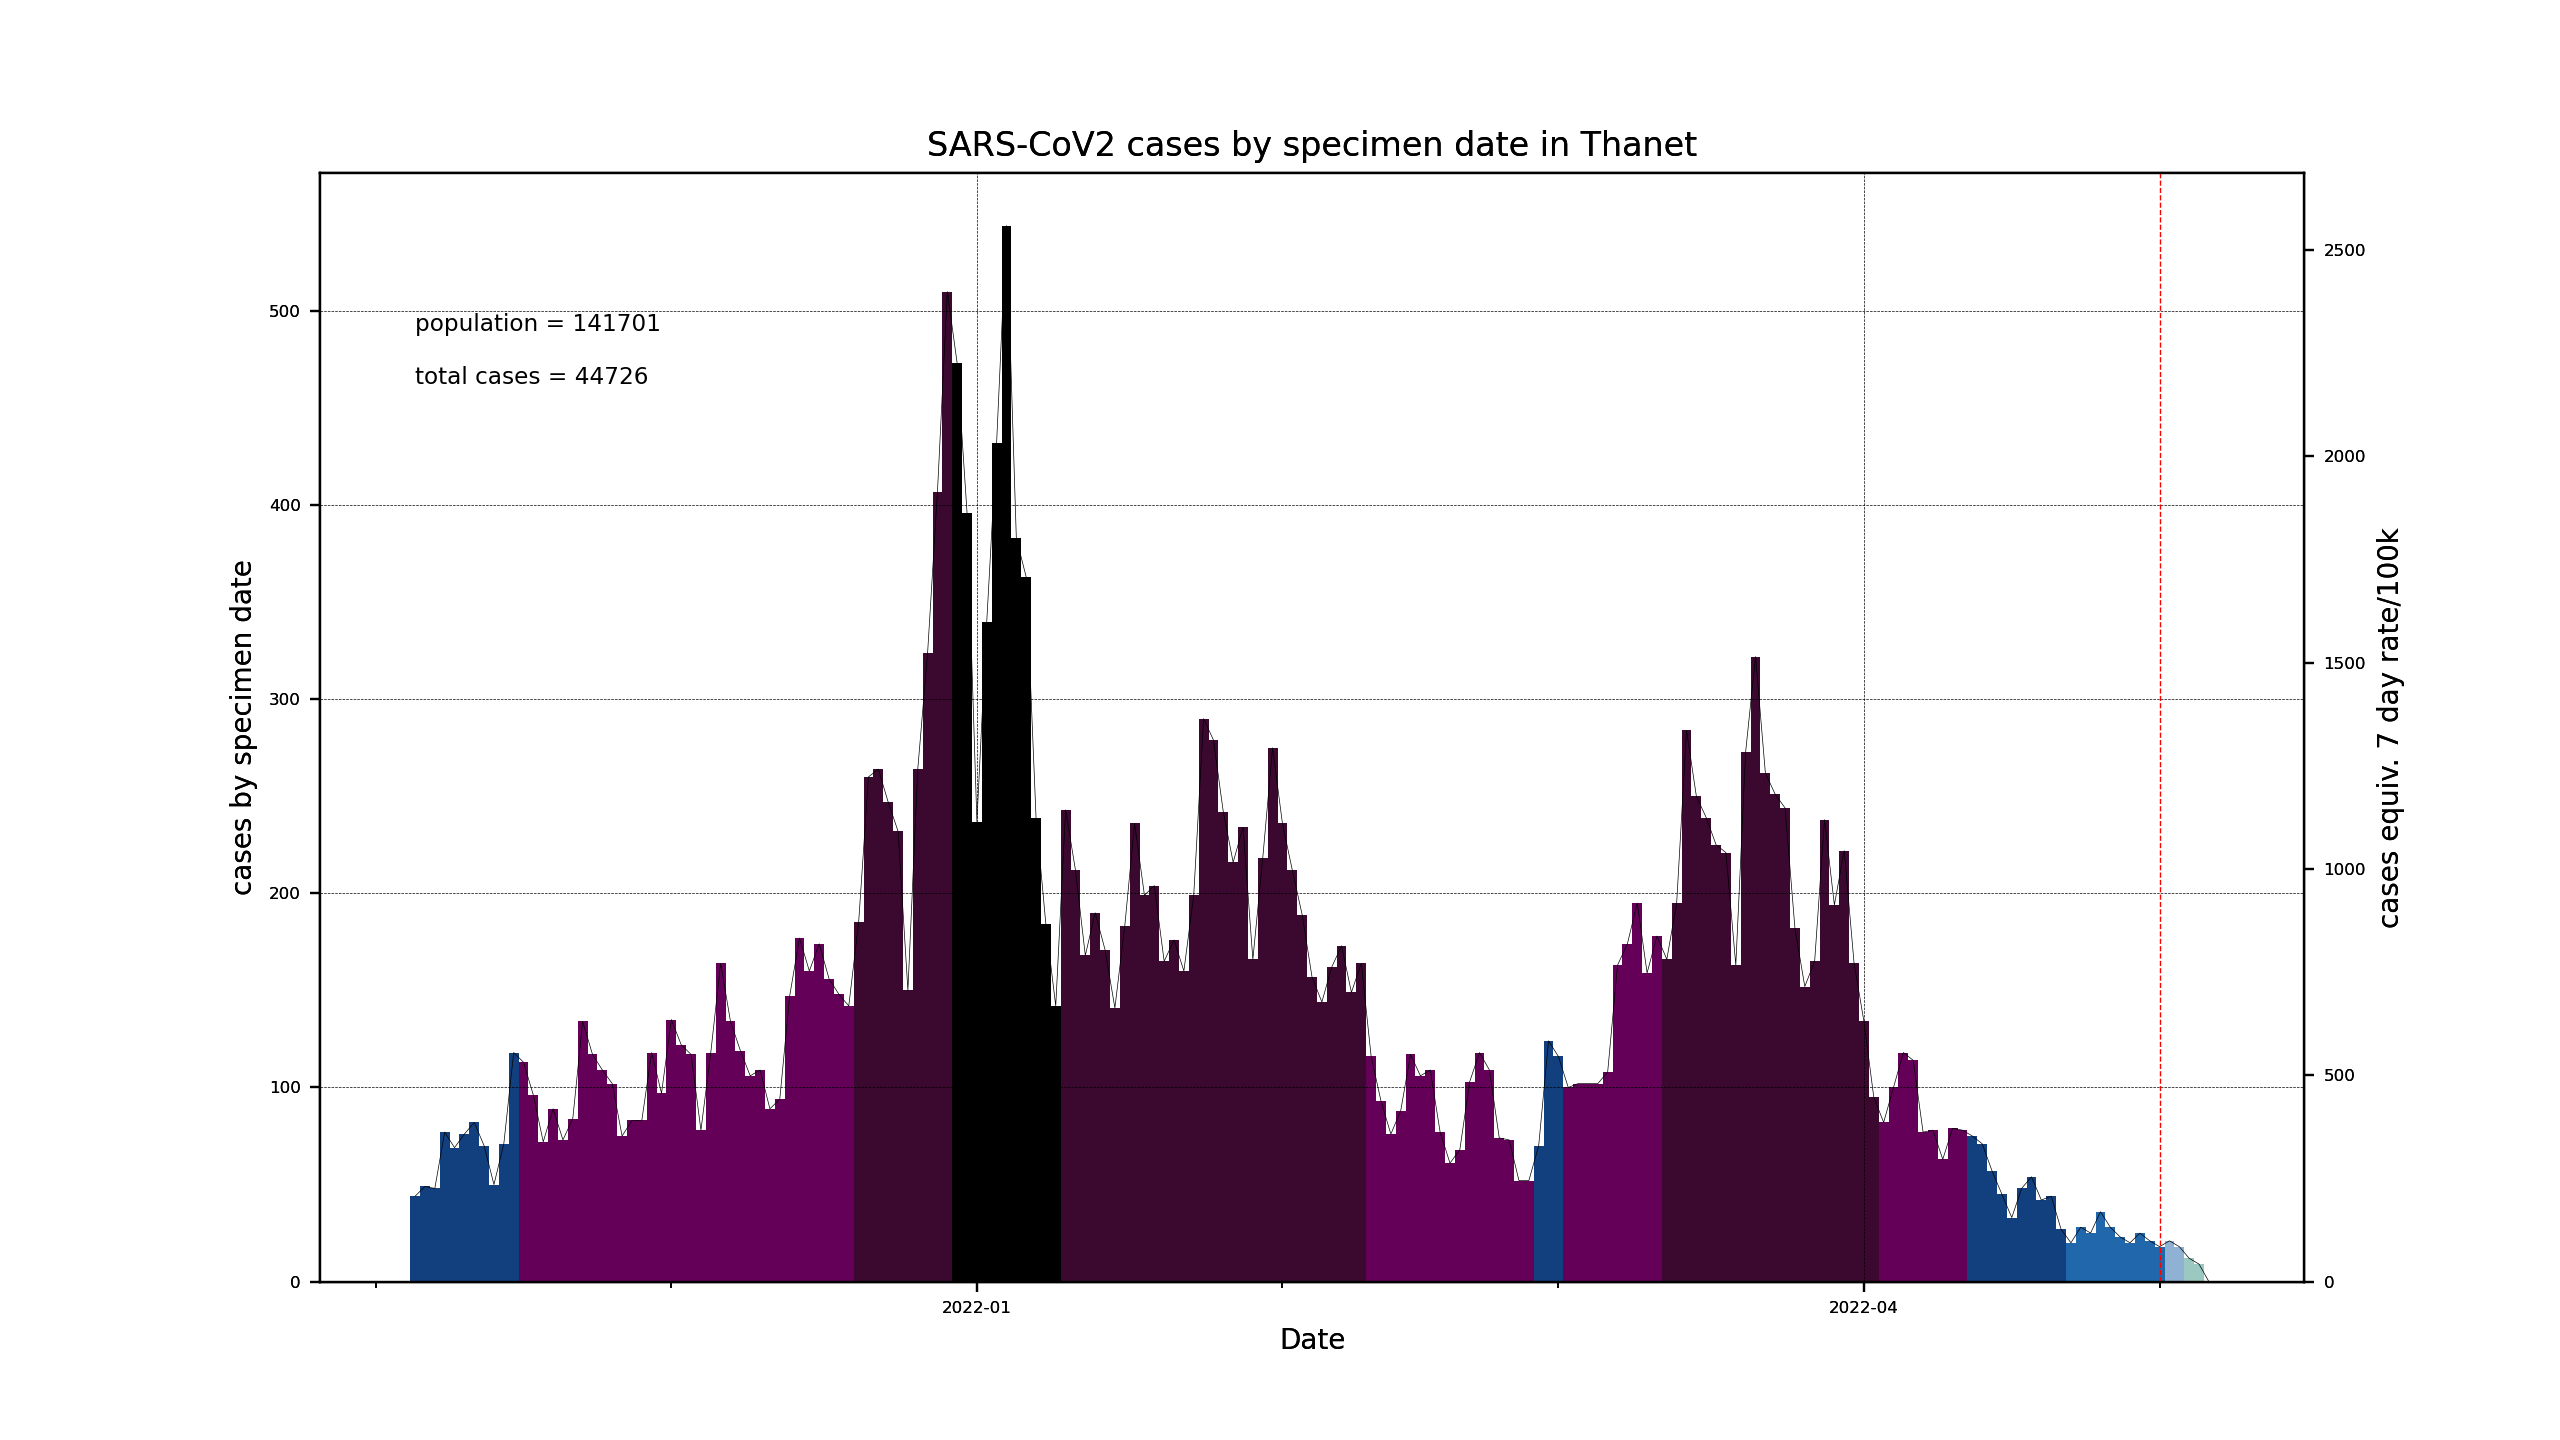 SARS-CoV2 cases by specimen date in Thanet
population = 141701
total cases = 44726
cases by specimen date
500
400
300
200
100
0
2500
2000
1500
1000
500
0
cases equiv. 7 day rate/100k
2022-01
2022-04
Date